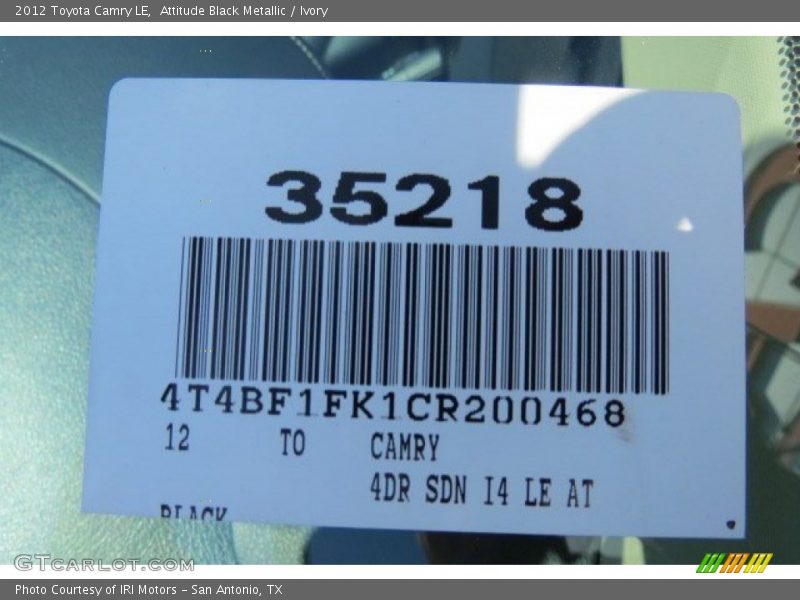 2012 Toyota Camry LE, Attitude Black Metallic / Ivory
35218
4T4BF1FK1CR200468
12 TO CAMRY
4DR SDN I4 LE AT
BLACK
GTcarlot.com
Photo Courtesy of IRI Motors - San Antonio, TX